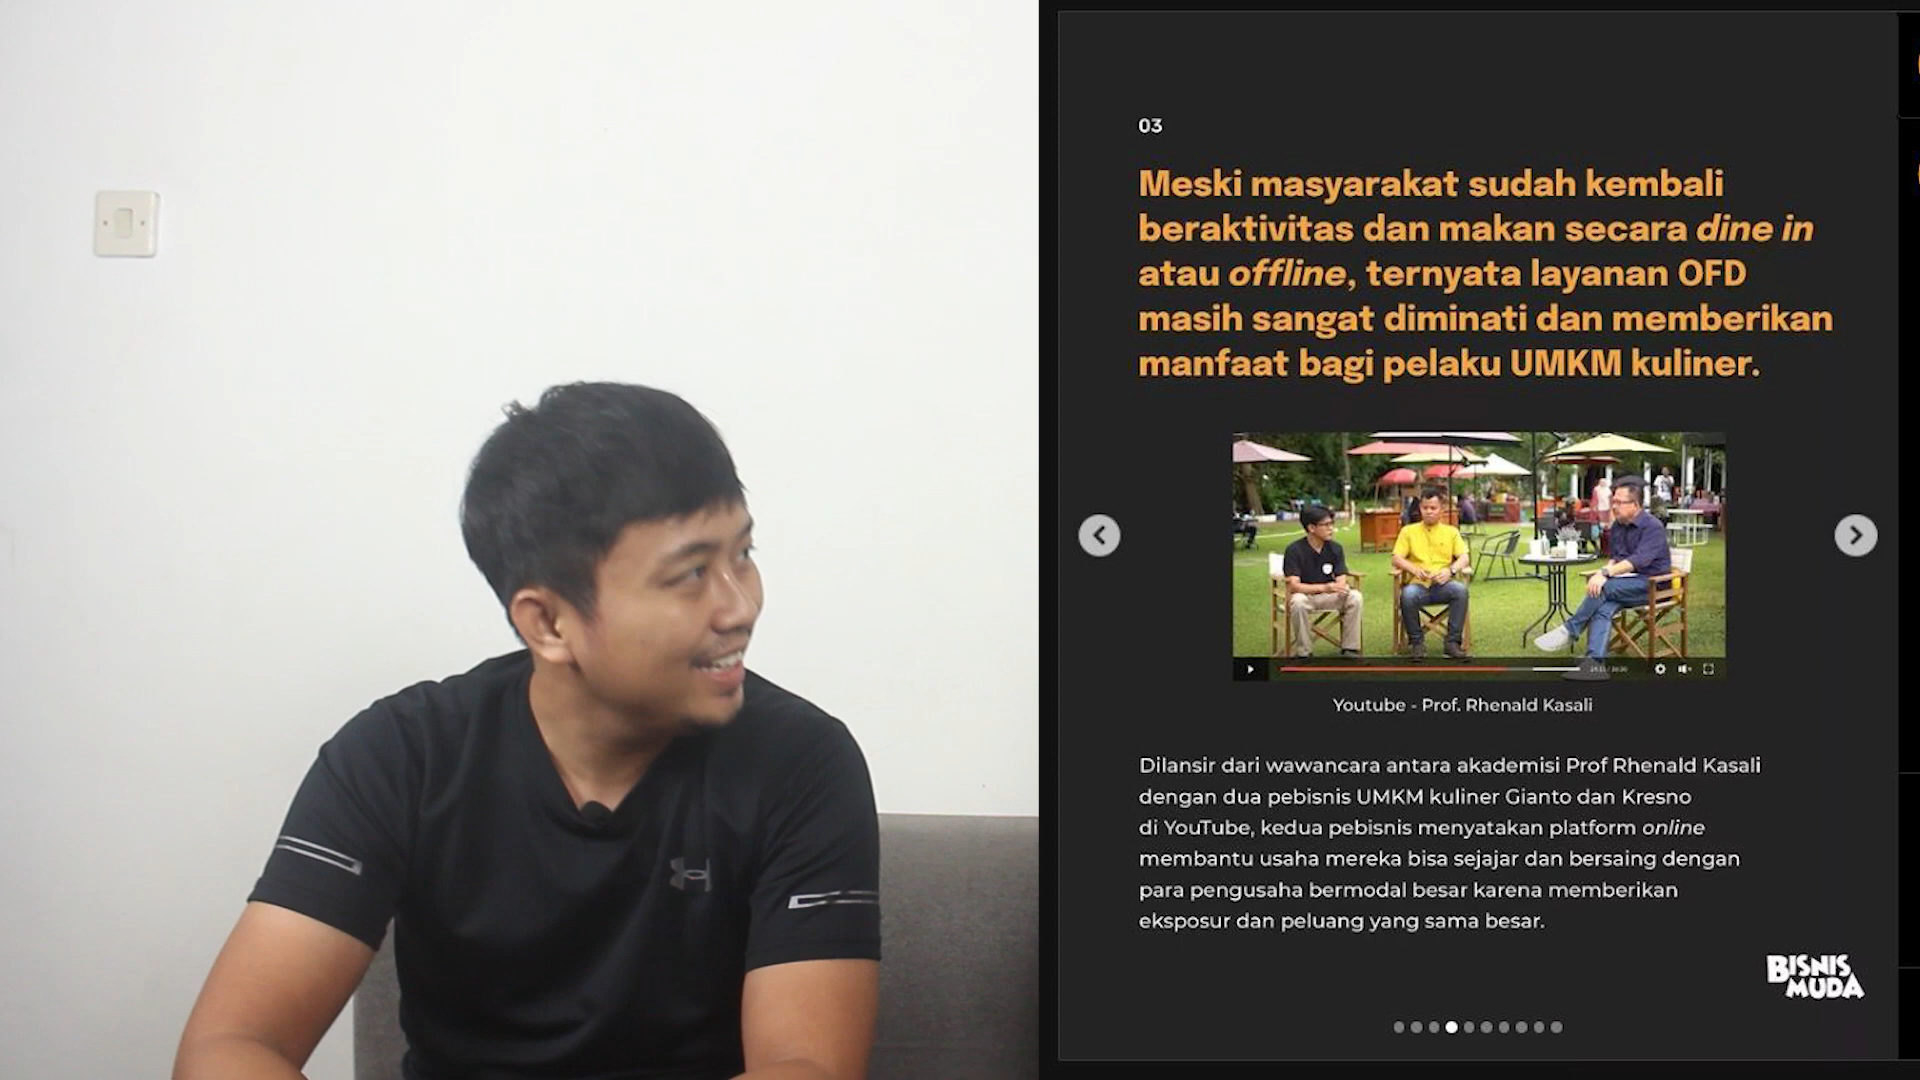 03
Meski masyarakat sudah kembali
beraktivitas dan makan secara dine in
atau offline, ternyata layanan OFD
masih sangat diminati dan memberikan
manfaat bagi pelaku UMKM kuliner.
Youtube - Prof. Rhenald Kasali
Dilansir dari wawancara antara akademisi Prof Rhenald Kasali
dengan dua pebisnis UMKM kuliner Gianto dan Kresno
di YouTube, kedua pebisnis menyatakan platform online
membantu usaha mereka bisa sejajar dan bersaing dengan
para pengusaha bermodal besar karena memberikan
eksposur dan peluang yang sama besar.
BISNIS
MUDA